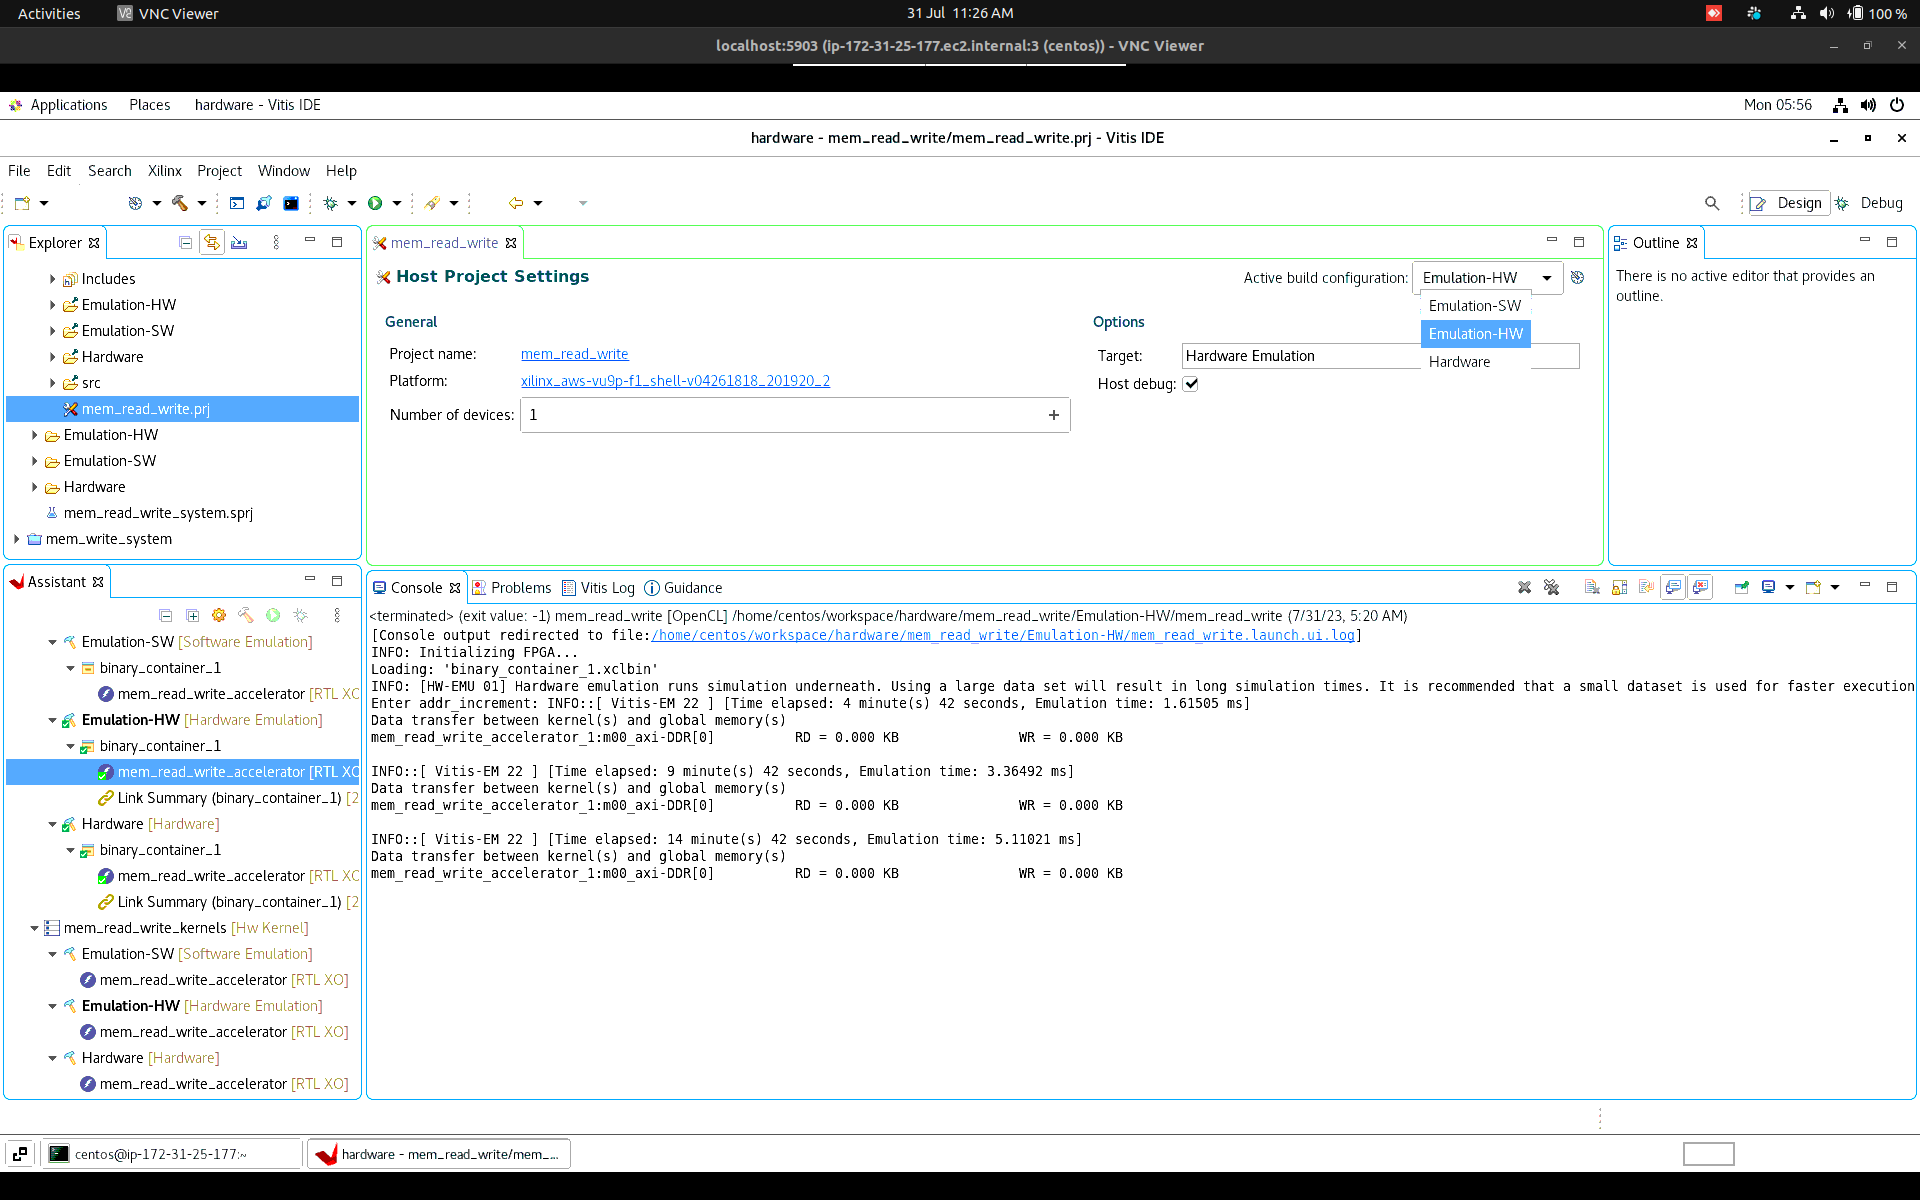 Activities VNC Viewer 31 Jul 11:26 AM 100 %
localhost:5903 (ip-172-31-25-177.ec2.internal:3 (centos)) - VNC Viewer
Applications Places hardware - Vitis IDE Mon 05:56
hardware - mem_read_write/mem_read_write.prj - Vitis IDE
File Edit Search Xilinx Project Window Help
Design Debug
Explorer
Includes
Emulation-HW
Emulation-SW
Hardware
src
mem_read_write.prj
Emulation-HW
Emulation-SW
Hardware
mem_read_write_system.sprj
mem_write_system
mem_read_write
Host Project Settings
Active build configuration: Emulation-HW
Emulation-SW
Emulation-HW
Hardware
General
Project name: mem_read_write
Platform: xilinx_aws-vu9p-f1_shell-v04261818_201920_2
Number of devices: 1 +
Options
Target: Hardware Emulation
Host debug:
Outline
There is no active editor that provides an
outline.
Assistant
Emulation-SW [Software Emulation]
binary_container_1
mem_read_write_accelerator [RTL XO
Emulation-HW [Hardware Emulation]
binary_container_1
mem_read_write_accelerator [RTL XO
Link Summary (binary_container_1) [2
Hardware [Hardware]
binary_container_1
mem_read_write_accelerator [RTL XO
Link Summary (binary_container_1) [2
mem_read_write_kernels [Hw Kernel]
Emulation-SW [Software Emulation]
mem_read_write_accelerator [RTL XO]
Emulation-HW [Hardware Emulation]
mem_read_write_accelerator [RTL XO]
Hardware [Hardware]
mem_read_write_accelerator [RTL XO]
Console Problems Vitis Log Guidance
<terminated> (exit value: -1) mem_read_write [OpenCL] /home/centos/workspace/hardware/mem_read_write/Emulation-HW/mem_read_write (7/31/23, 5:20 AM)
[Console output redirected to file:/home/centos/workspace/hardware/mem_read_write/Emulation-HW/mem_read_write.launch.ui.log]
INFO: Initializing FPGA...
Loading: 'binary_container_1.xclbin'
INFO: [HW-EMU 01] Hardware emulation runs simulation underneath. Using a large data set will result in long simulation times. It is recommended that a small dataset is used for faster execution
Enter addr_increment: INFO::[ Vitis-EM 22 ] [Time elapsed: 4 minute(s) 42 seconds, Emulation time: 1.61505 ms]
Data transfer between kernel(s) and global memory(s)
mem_read_write_accelerator_1:m00_axi-DDR[0] RD = 0.000 KB WR = 0.000 KB
INFO::[ Vitis-EM 22 ] [Time elapsed: 9 minute(s) 42 seconds, Emulation time: 3.36492 ms]
Data transfer between kernel(s) and global memory(s)
mem_read_write_accelerator_1:m00_axi-DDR[0] RD = 0.000 KB WR = 0.000 KB
INFO::[ Vitis-EM 22 ] [Time elapsed: 14 minute(s) 42 seconds, Emulation time: 5.11021 ms]
Data transfer between kernel(s) and global memory(s)
mem_read_write_accelerator_1:m00_axi-DDR[0] RD = 0.000 KB WR = 0.000 KB
centos@ip-172-31-25-177:~ hardware - mem_read_write/mem_...